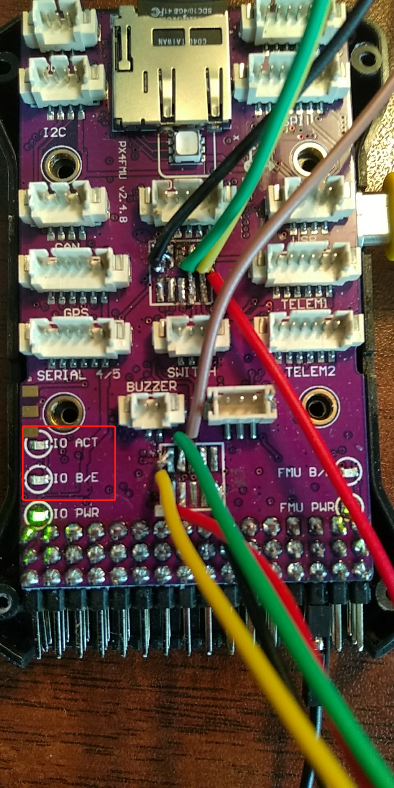 I2C
PX4FMU v2.4.8
CAN
TELEM1
GPS
SERIAL 4/5
SWITCH
TELEM2
BUZZER
IO ACT
IO B/E
FMU B/
IO PWR
FMU PWR